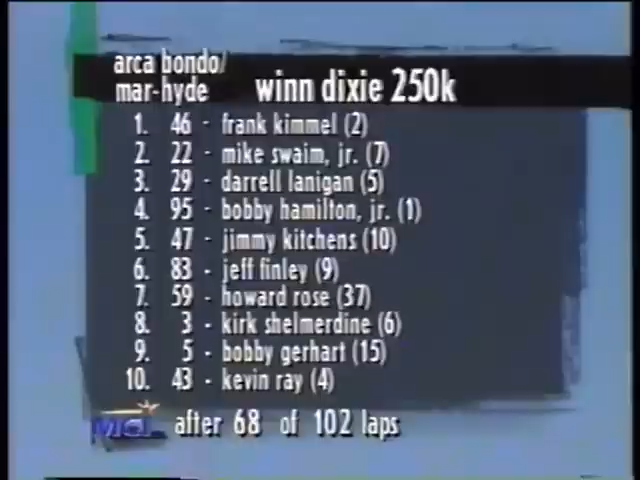 arca bondo/
mar-hyde
winn dixie 250k
1. 46 - frank kimmel (2)
2. 22 - mike swaim, jr. (7)
3. 29 - darrell lanigan (5)
4. 95 - bobby hamilton, jr. (1)
5. 47 - jimmy kitchens (10)
6. 83 - jeff finley (9)
7. 59 - howard rose (37)
8. 3 - kirk shelmerdine (6)
9. 5 - bobby gerhart (15)
10. 43 - kevin ray (4)
after 68 of 102 laps